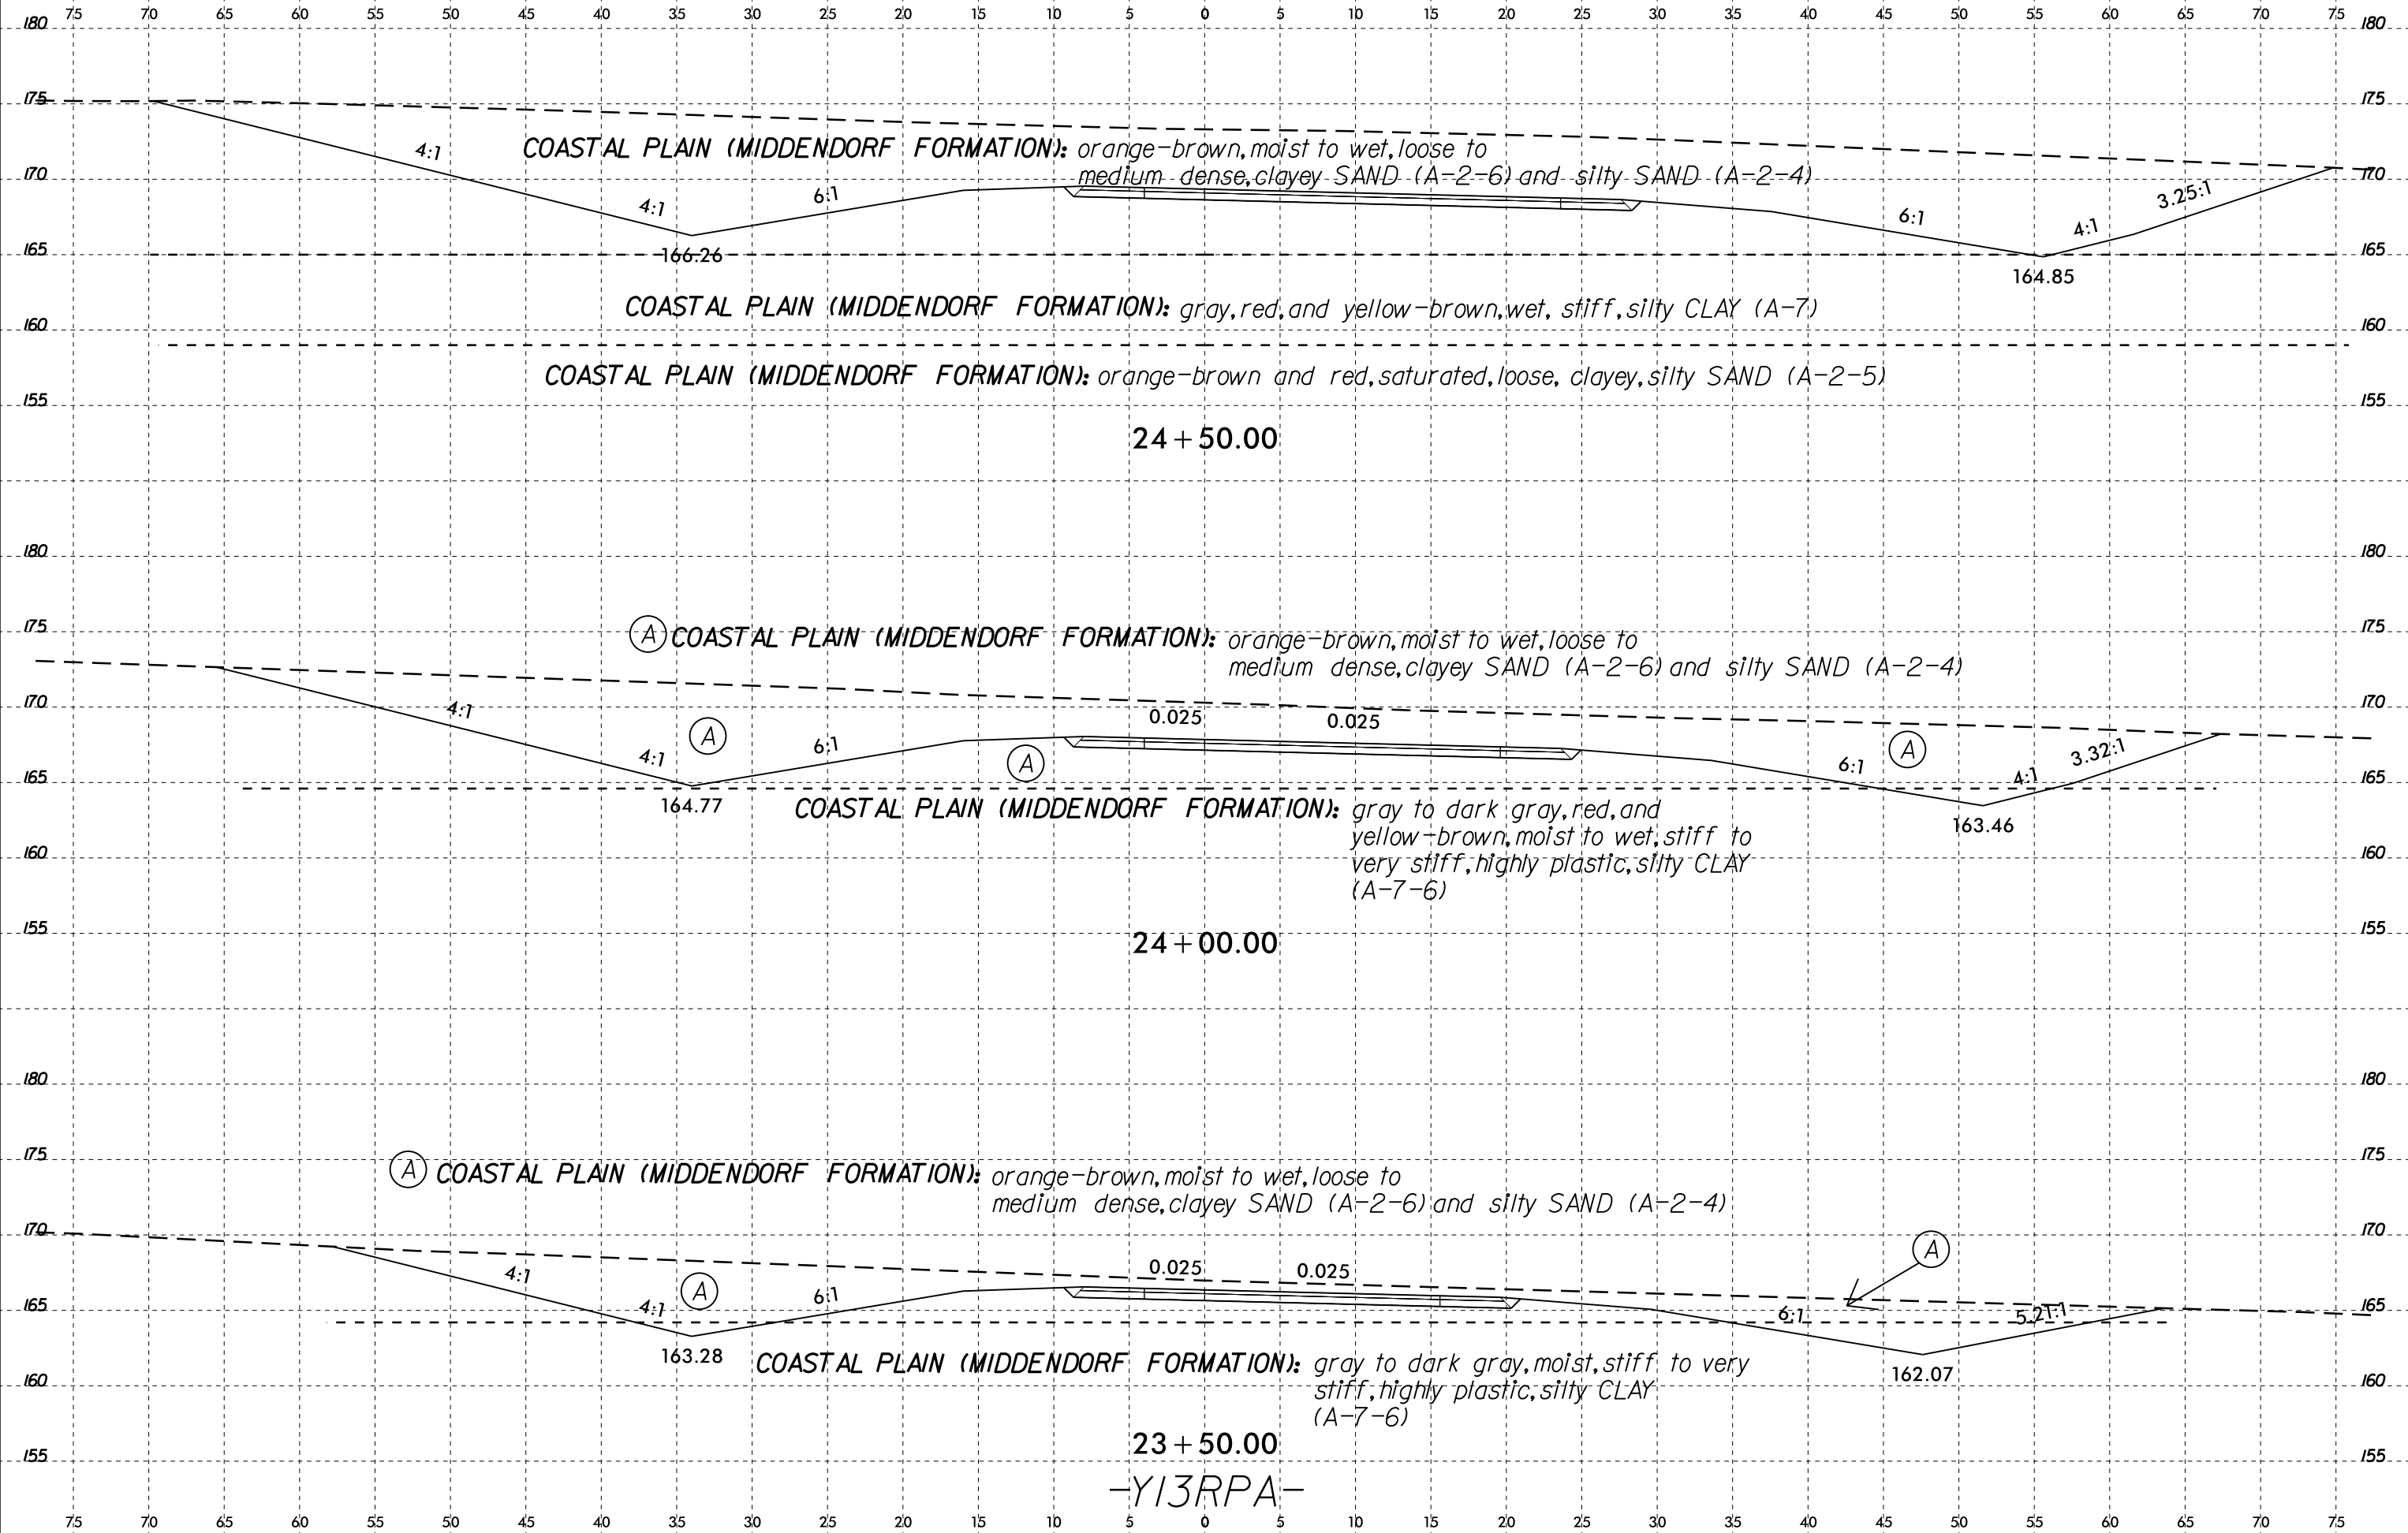 75 70 65 60 55 50 45 40 35 30 25 20 15 10 5 0 5 10 15 20 25 30 35 40 45 50 55 60 65 70 75
180 180
175 175
COASTAL PLAIN (MIDDENDORF FORMATION): orange-brown, moist to wet, loose to
4:1
medium dense, clayey SAND (A-2-6) and silty SAND (A-2-4)
170 170
4:1 6:1 6:1 4:1 3.25:1
165 165
166.26
164.85
COASTAL PLAIN (MIDDENDORF FORMATION): gray, red, and yellow-brown, wet, stiff, silty CLAY (A-7)
160 160
COASTAL PLAIN (MIDDENDORF FORMATION): orange-brown and red, saturated, loose, clayey, silty SAND (A-2-5)
155 155
24+50.00
180 180
175 175
A COASTAL PLAIN (MIDDENDORF FORMATION): orange-brown, moist to wet, loose to
medium dense, clayey SAND (A-2-6) and silty SAND (A-2-4)
170 170
4:1 0.025 0.025
A A
4:1 6:1 A 6:1 4:1 3.32:1
165 165
164.77
COASTAL PLAIN (MIDDENDORF FORMATION): gray to dark gray, red, and
163.46
yellow-brown, moist to wet, stiff to
160 160
very stiff, highly plastic, silty CLAY
(A-7-6)
155 155
24+00.00
180 180
175 175
A COASTAL PLAIN (MIDDENDORF FORMATION): orange-brown, moist to wet, loose to
medium dense, clayey SAND (A-2-6) and silty SAND (A-2-4)
170 170
A
4:1 0.025 0.025
A
4:1 6:1 6:1 5.21:1
165 165
163.28
COASTAL PLAIN (MIDDENDORF FORMATION): gray to dark gray, moist, stiff to very
162.07
160 160
stiff, highly plastic, silty CLAY
(A-7-6)
23+50.00
155 155
-Y13RPA-
75 70 65 60 55 50 45 40 35 30 25 20 15 10 5 0 5 10 15 20 25 30 35 40 45 50 55 60 65 70 75